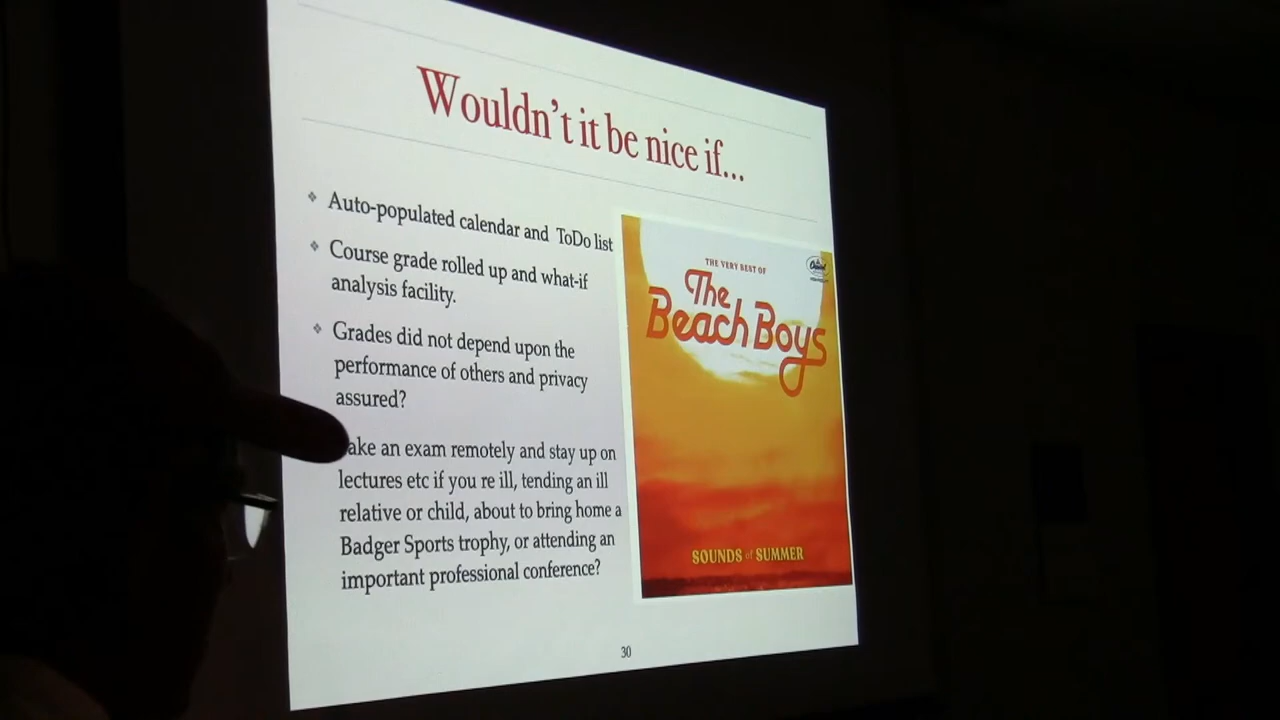 Wouldn't it be nice if...
Auto-populated calendar and ToDo list
Course grade rolled up and what-if
analysis facility.
Grades did not depend upon the
performance of others and privacy
assured?
ake an exam remotely and stay up on
lectures etc if you re ill, tending an ill
relative or child, about to bring home a
Badger Sports trophy, or attending an
important professional conference?
THE VERY BEST OF
The
Beach Boys
Capitol
SOUNDS of SUMMER
30